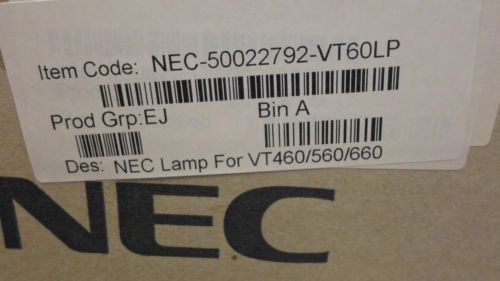 Item Code: NEC-50022792-VT60LP
Prod Grp:EJ Bin A
Des: NEC Lamp For VT460/560/660
NEC